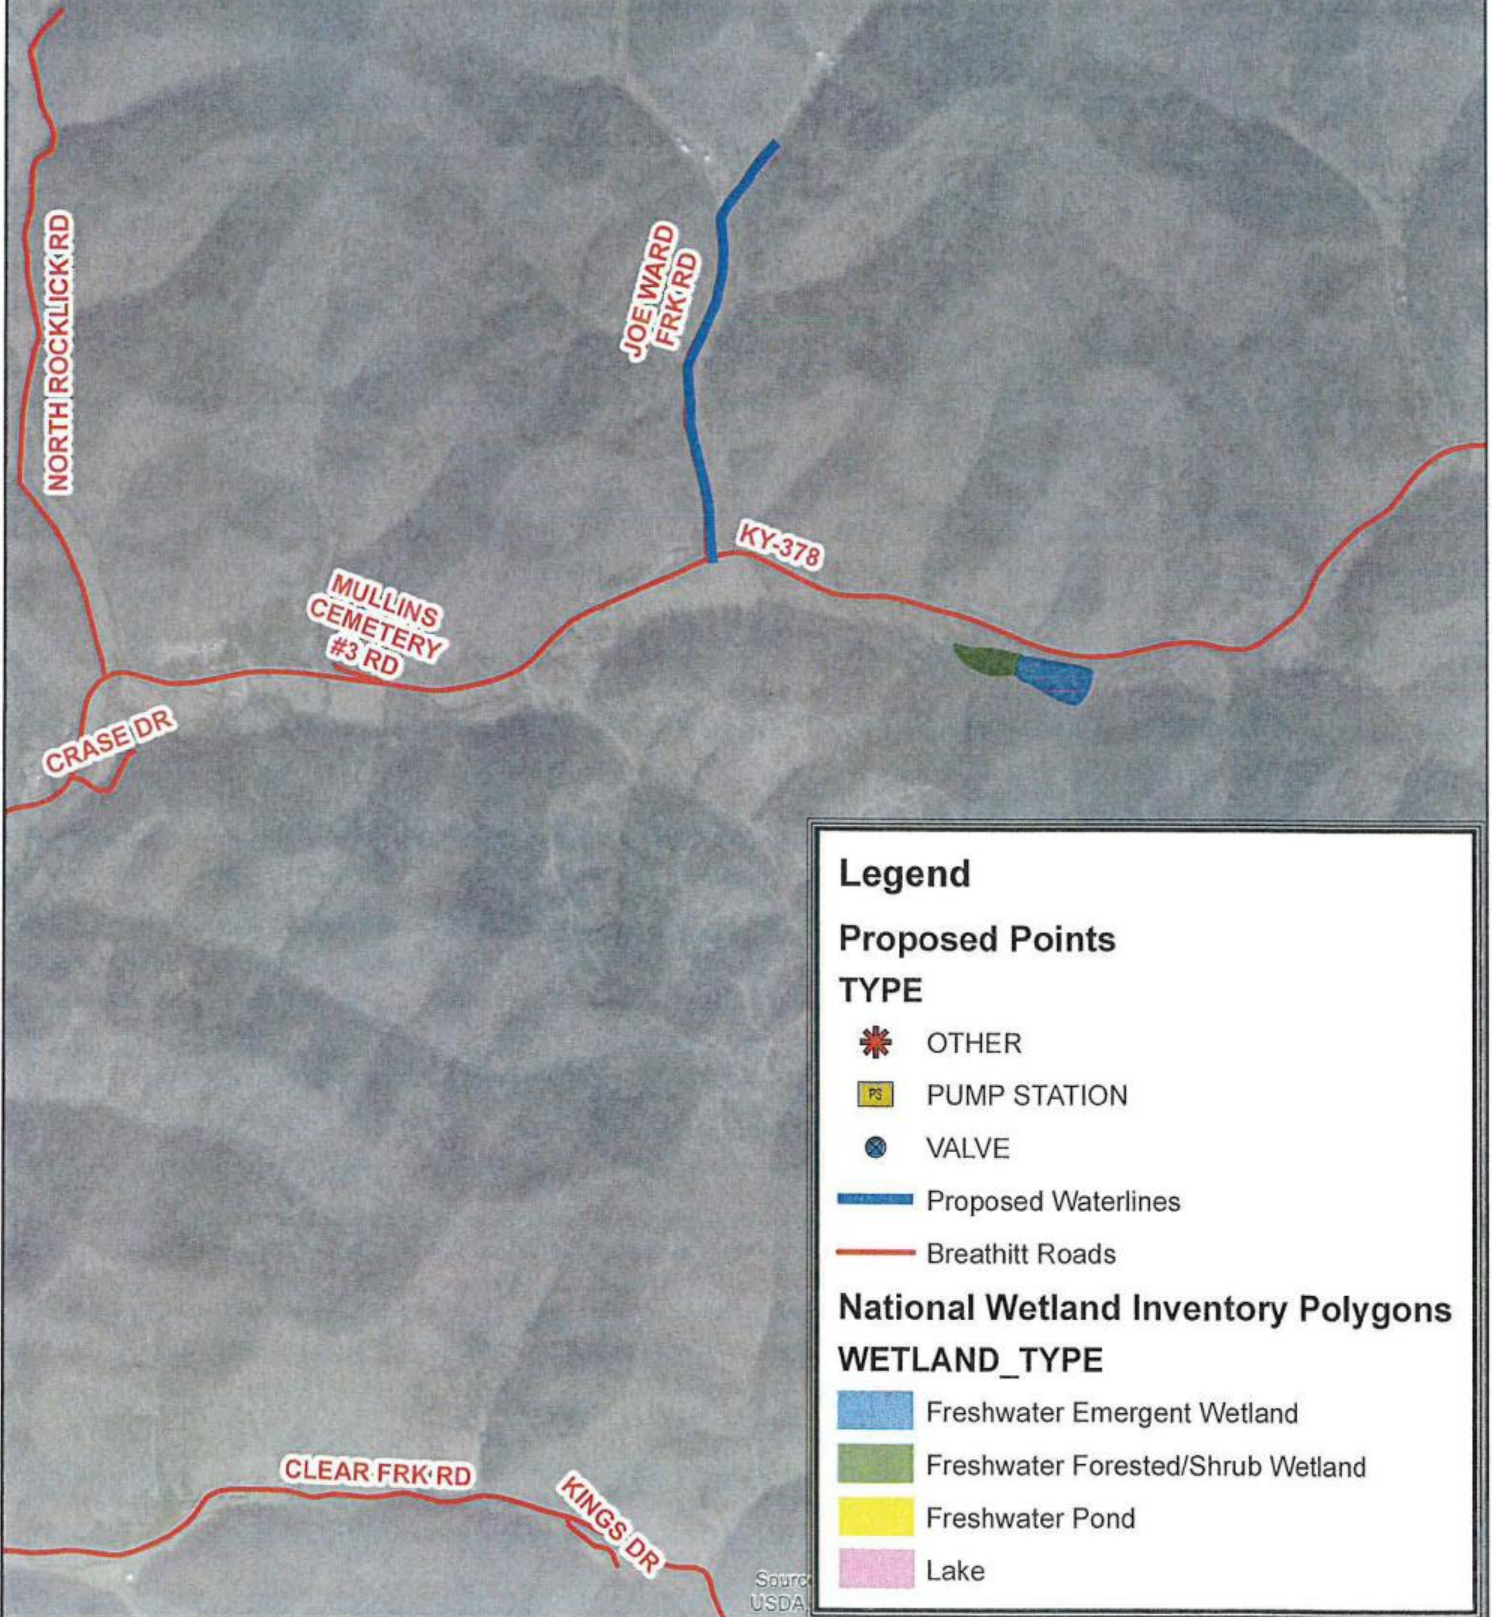 NORTH ROCKLICK RD
JOE WARD
FRK RD
KY-378
MULLINS
CEMETERY
#3 RD
CRASE DR
CLEAR FRK RD
KINGS DR
USDA
Legend
Proposed Points
TYPE
OTHER
PS
PUMP STATION
VALVE
Proposed Waterlines
Breathitt Roads
National Wetland Inventory Polygons
WETLAND_TYPE
Freshwater Emergent Wetland
Freshwater Forested/Shrub Wetland
Freshwater Pond
Lake